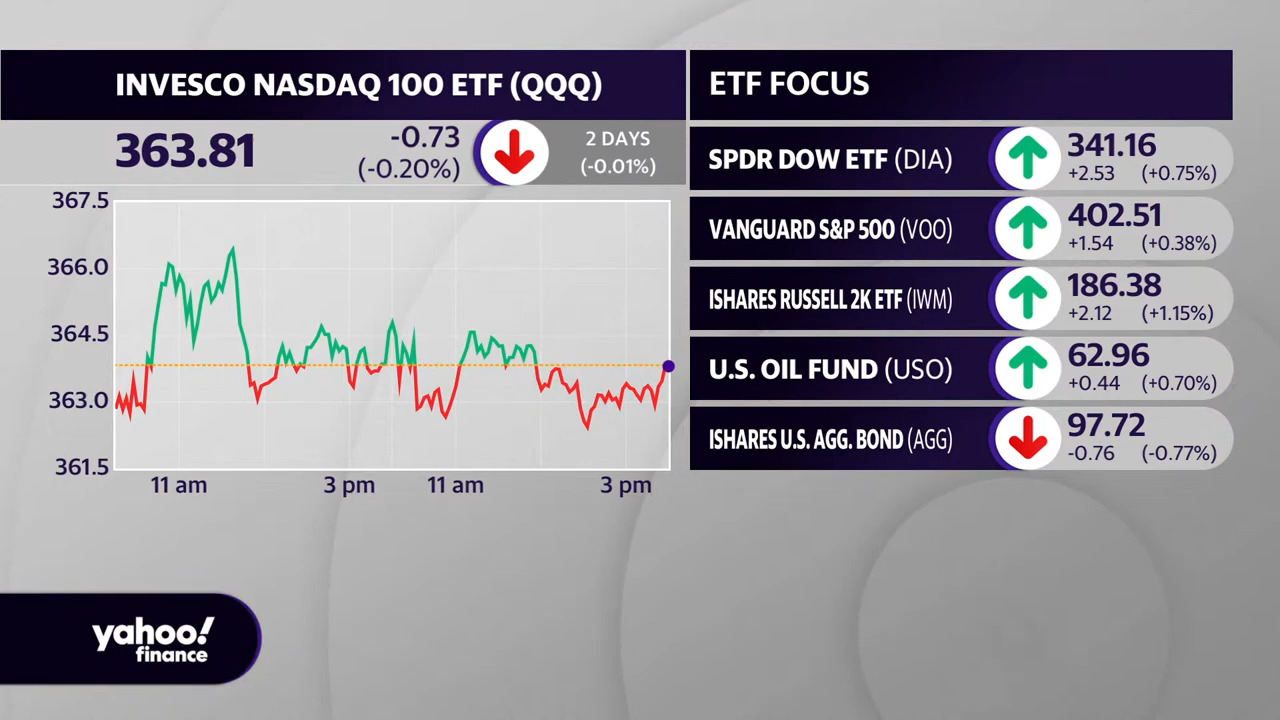 INVESCO NASDAQ 100 ETF (QQQ)
363.81
-0.73
(-0.20%)
2 DAYS
(-0.01%)
367.5
366.0
364.5
363.0
361.5
11 am
3 pm
11 am
3 pm
ETF FOCUS
SPDR DOW ETF (DIA)
341.16
+2.53 (+0.75%)
VANGUARD S&P 500 (VOO)
402.51
+1.54 (+0.38%)
ISHARES RUSSELL 2K ETF (IWM)
186.38
+2.12 (+1.15%)
U.S. OIL FUND (USO)
62.96
+0.44 (+0.70%)
ISHARES U.S. AGG. BOND (AGG)
97.72
-0.76 (-0.77%)
yahoo!
finance